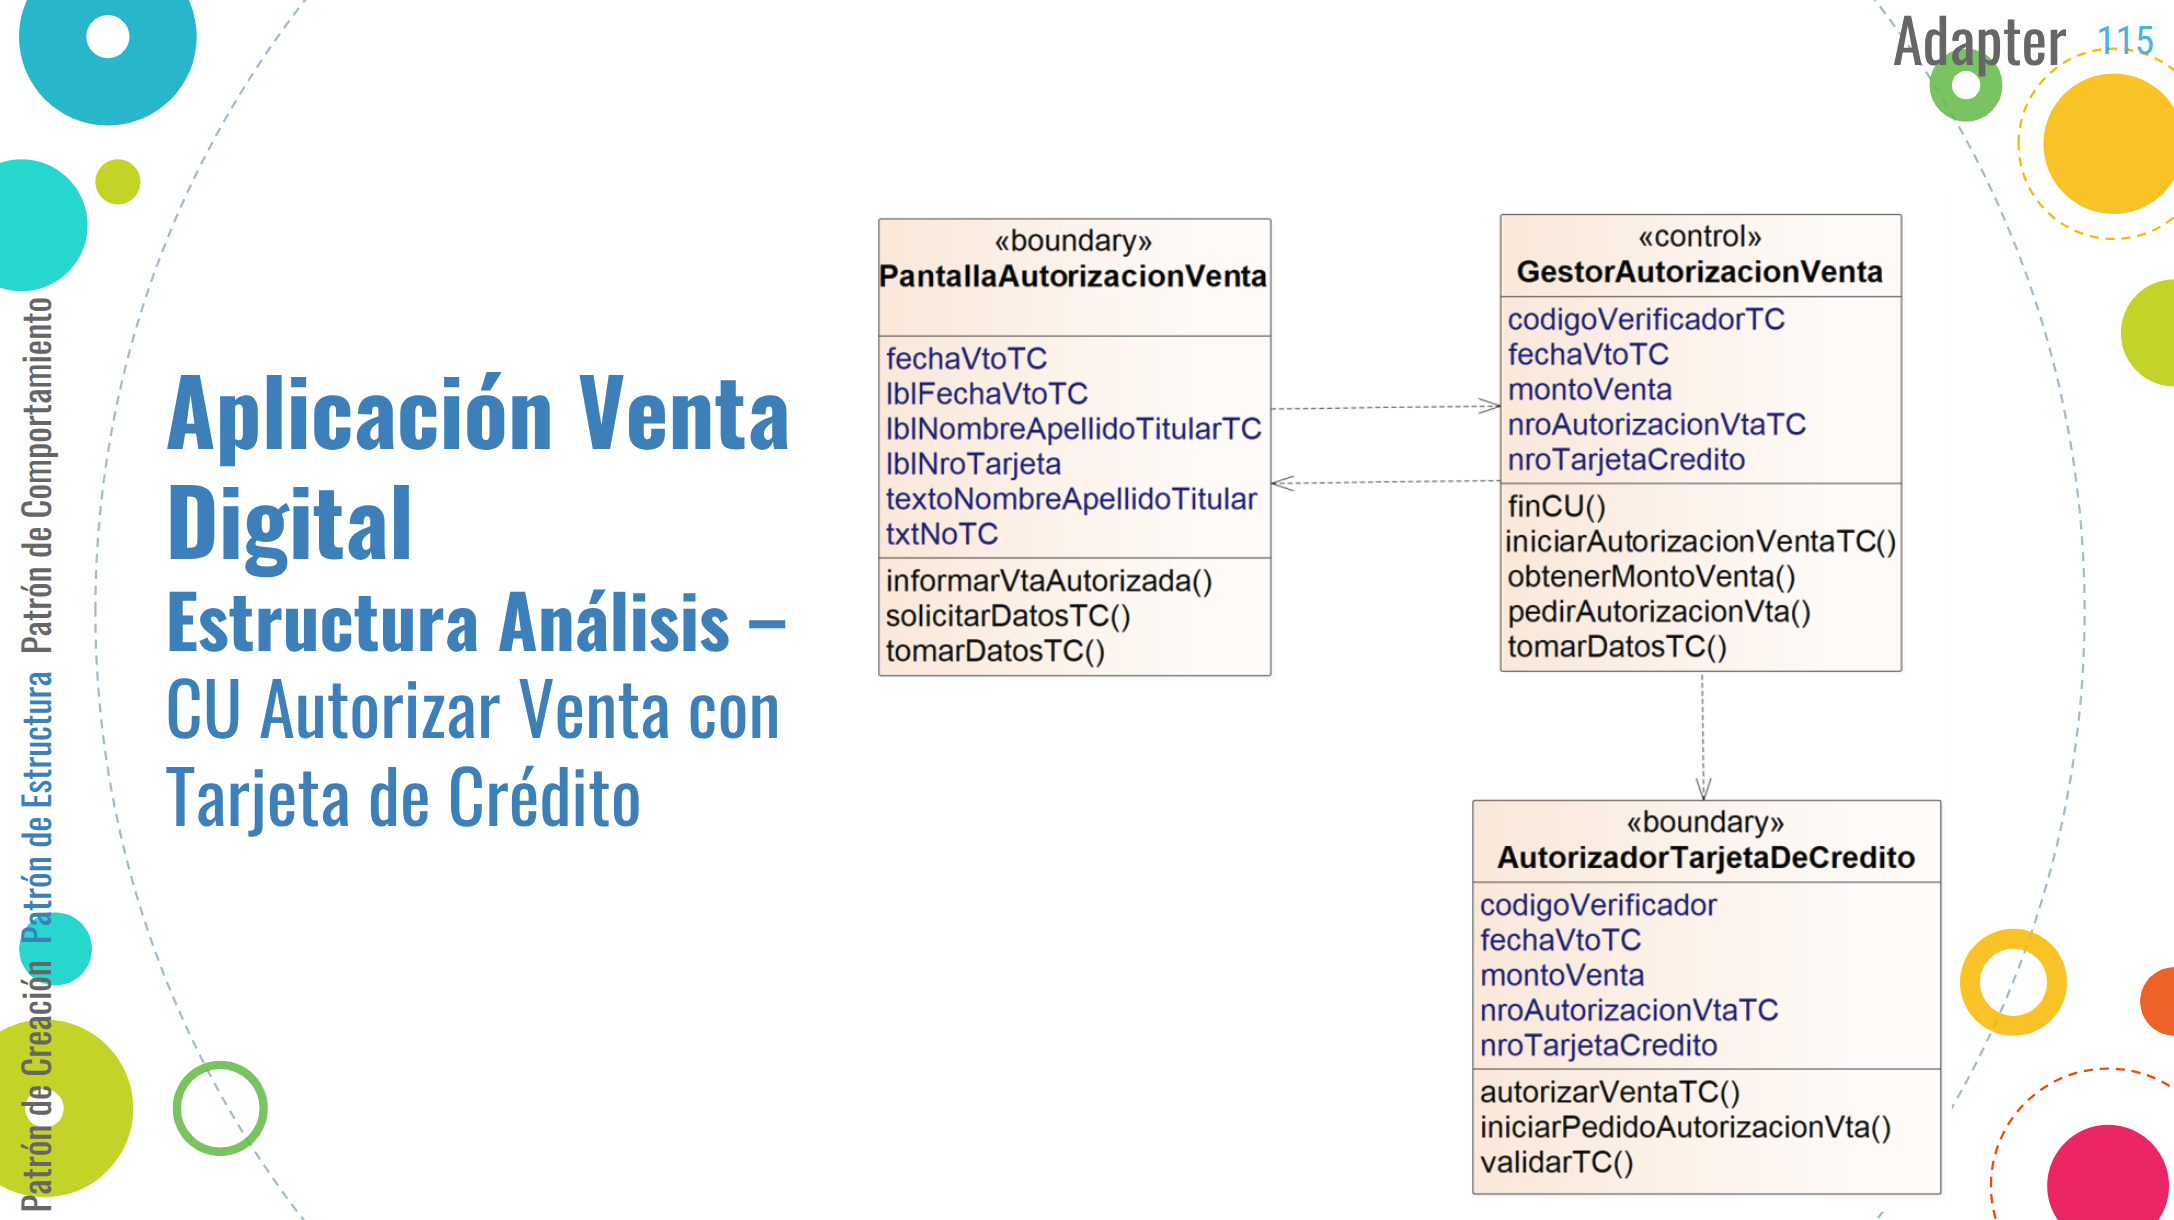 Adapter
115
Patrón de Creación Patrón de Estructura Patrón de Comportamiento
Aplicación Venta
Digital
Estructura Análisis –
CU Autorizar Venta con
Tarjeta de Crédito
«boundary»
PantallaAutorizacionVenta
fechaVtoTC
lblFechaVtoTC
lblNombreApellidoTitularTC
lblNroTarjeta
textoNombreApellidoTitular
txtNoTC
informarVtaAutorizada()
solicitarDatosTC()
tomarDatosTC()
«control»
GestorAutorizacionVenta
codigoVerificadorTC
fechaVtoTC
montoVenta
nroAutorizacionVtaTC
nroTarjetaCredito
finCU()
iniciarAutorizacionVentaTC()
obtenerMontoVenta()
pedirAutorizacionVta()
tomarDatosTC()
«boundary»
AutorizadorTarjetaDeCredito
codigoVerificador
fechaVtoTC
montoVenta
nroAutorizacionVtaTC
nroTarjetaCredito
autorizarVentaTC()
iniciarPedidoAutorizacionVta()
validarTC()